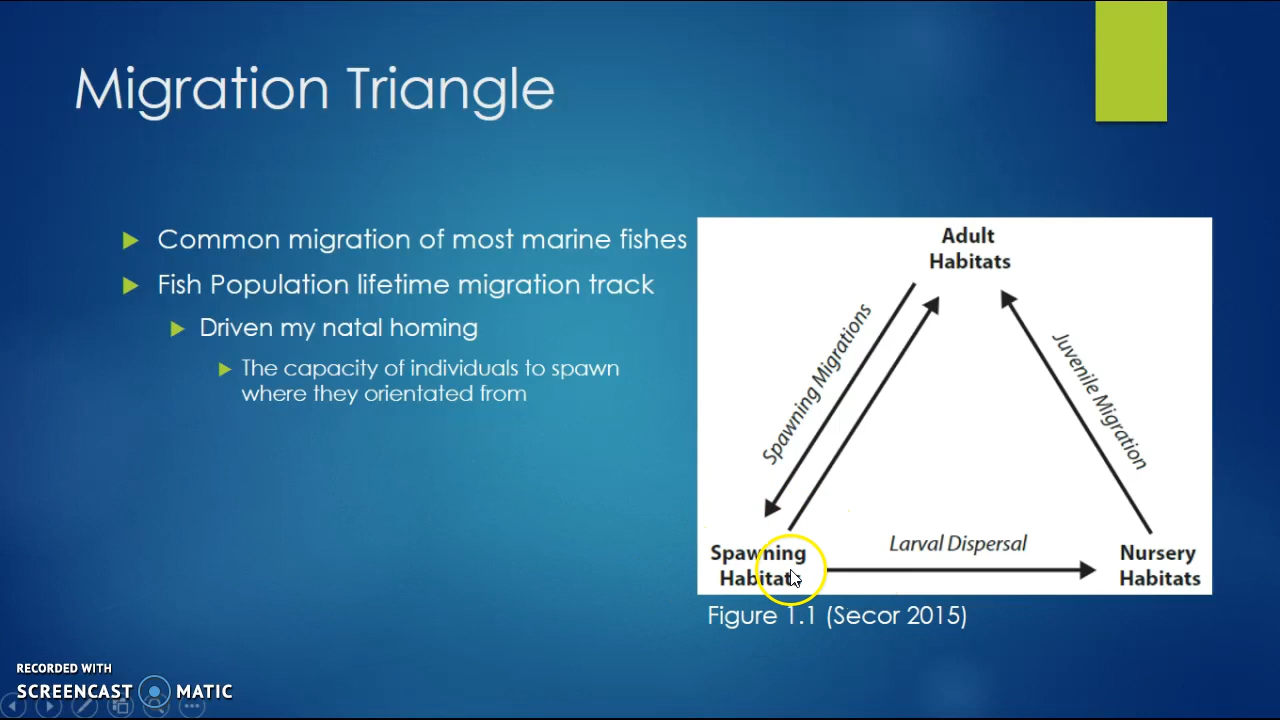 Migration Triangle
Common migration of most marine fishes
Fish Population lifetime migration track
Driven my natal homing
The capacity of individuals to spawn
where they orientated from
Adult
Habitats
Spawning Migrations
Juvenile Migration
Larval Dispersal
Spawning
Habitats
Nursery
Habitats
Figure 1.1 (Secor 2015)
RECORDED WITH
SCREENCAST MATIC